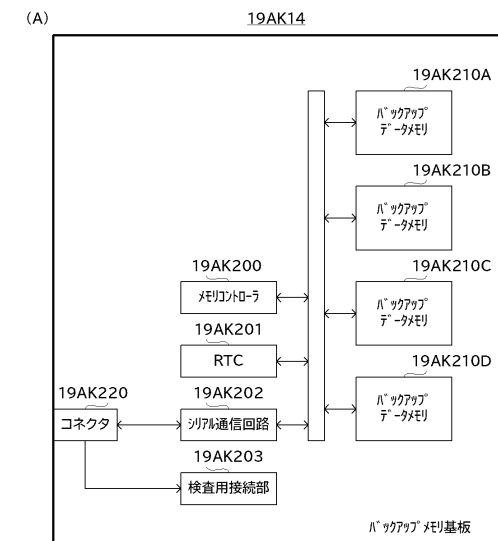 (A)
19AK14
19AK210A
ﾊﾞｯｸｱｯﾌﾟ
ﾃﾞｰﾀﾒﾓﾘ
19AK210B
ﾊﾞｯｸｱｯﾌﾟ
ﾃﾞｰﾀﾒﾓﾘ
19AK200
ﾒﾓﾘｺﾝﾄﾛｰﾗ
19AK210C
ﾊﾞｯｸｱｯﾌﾟ
ﾃﾞｰﾀﾒﾓﾘ
19AK201
RTC
19AK210D
ﾊﾞｯｸｱｯﾌﾟ
ﾃﾞｰﾀﾒﾓﾘ
19AK220
コネクタ
19AK202
ｼﾘｱﾙ通信回路
19AK203
検査用接続部
ﾊﾞｯｸｱｯﾌﾟﾒﾓﾘ基板